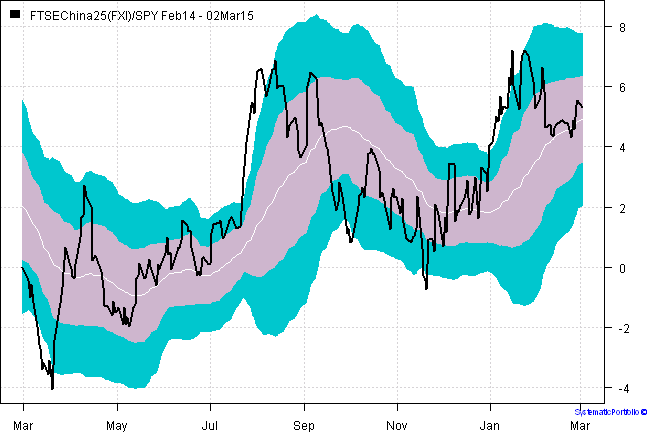 FTSEChina25(FXI)/SPY Feb14 - 02Mar15
8
6
4
2
0
-2
-4
Mar May Jul Sep Nov Jan Mar
SystematicPortfolio ©